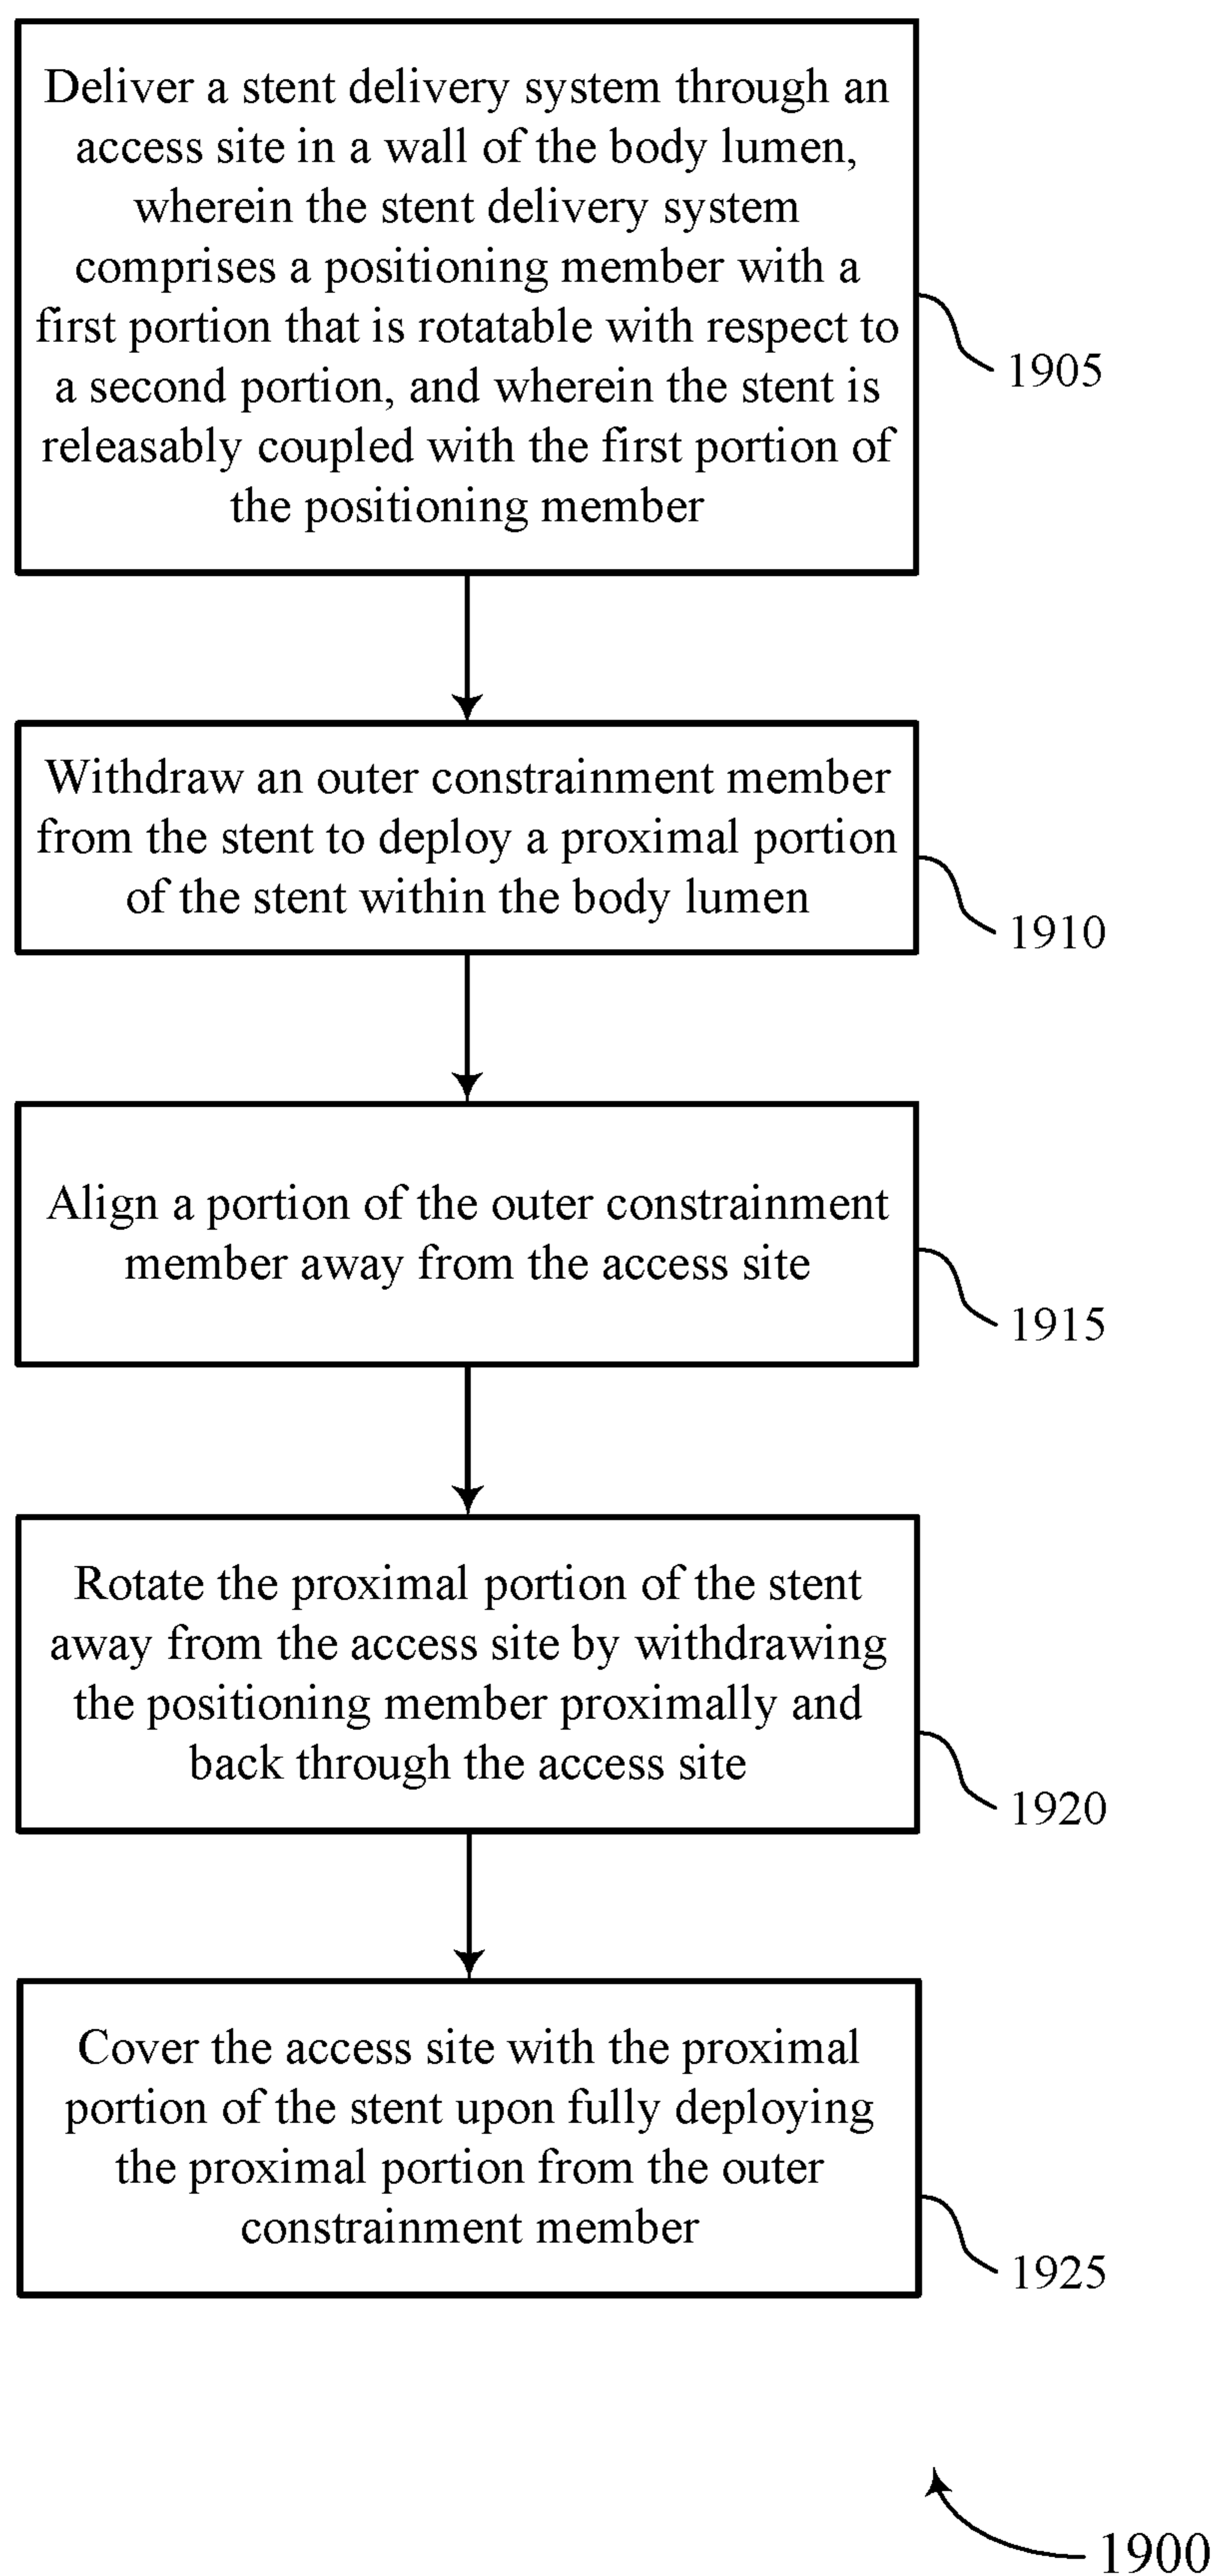 Deliver a stent delivery system through an
access site in a wall of the body lumen,
wherein the stent delivery system
comprises a positioning member with a
first portion that is rotatable with respect to
a second portion, and wherein the stent is
releasably coupled with the first portion of
the positioning member
1905
Withdraw an outer constrainment member
from the stent to deploy a proximal portion
of the stent within the body lumen
1910
Align a portion of the outer constrainment
member away from the access site
1915
Rotate the proximal portion of the stent
away from the access site by withdrawing
the positioning member proximally and
back through the access site
1920
Cover the access site with the proximal
portion of the stent upon fully deploying
the proximal portion from the outer
constrainment member
1925
1900